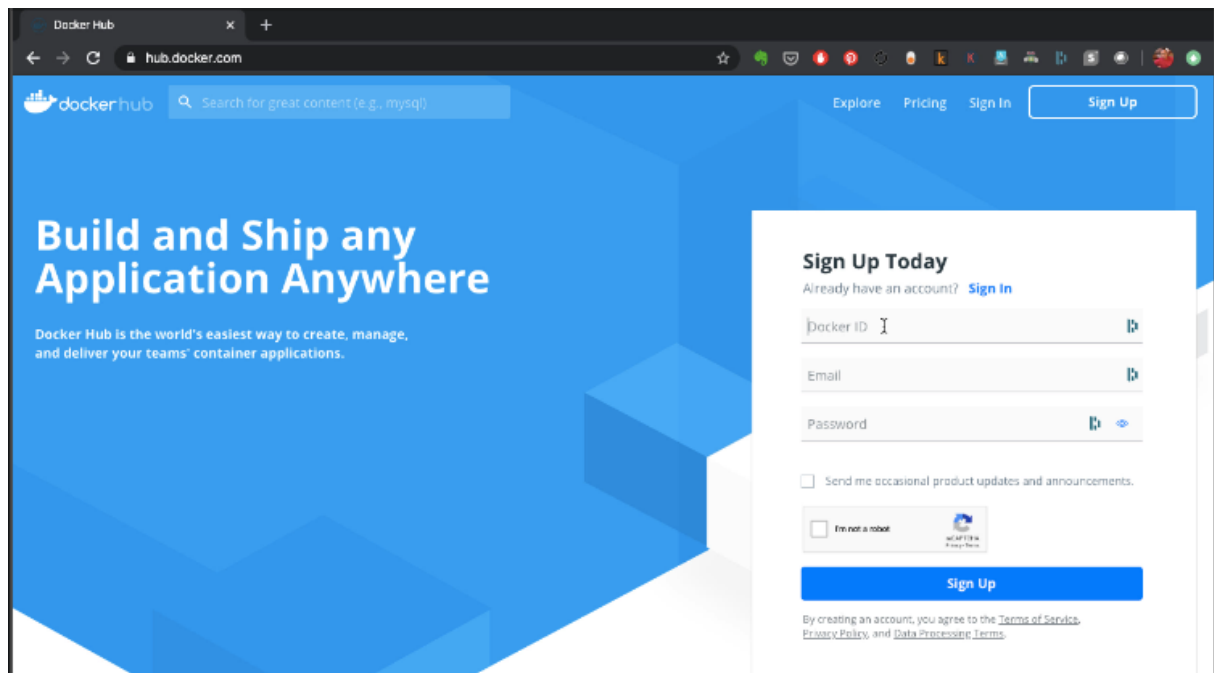 Docker Hub
hub.docker.com
dockerhub
Search for great content (e.g., mysql)
Explore Pricing Sign In Sign Up
Build and Ship any
Application Anywhere
Docker Hub is the world's easiest way to create, manage,
and deliver your teams' container applications.
Sign Up Today
Already have an account? Sign In
Docker ID
Email
Password
Send me occasional product updates and announcements.
I'm not a robot
reCAPTCHA
Privacy - Terms
Sign Up
By creating an account, you agree to the Terms of Service,
Privacy Policy, and Data Processing Terms.